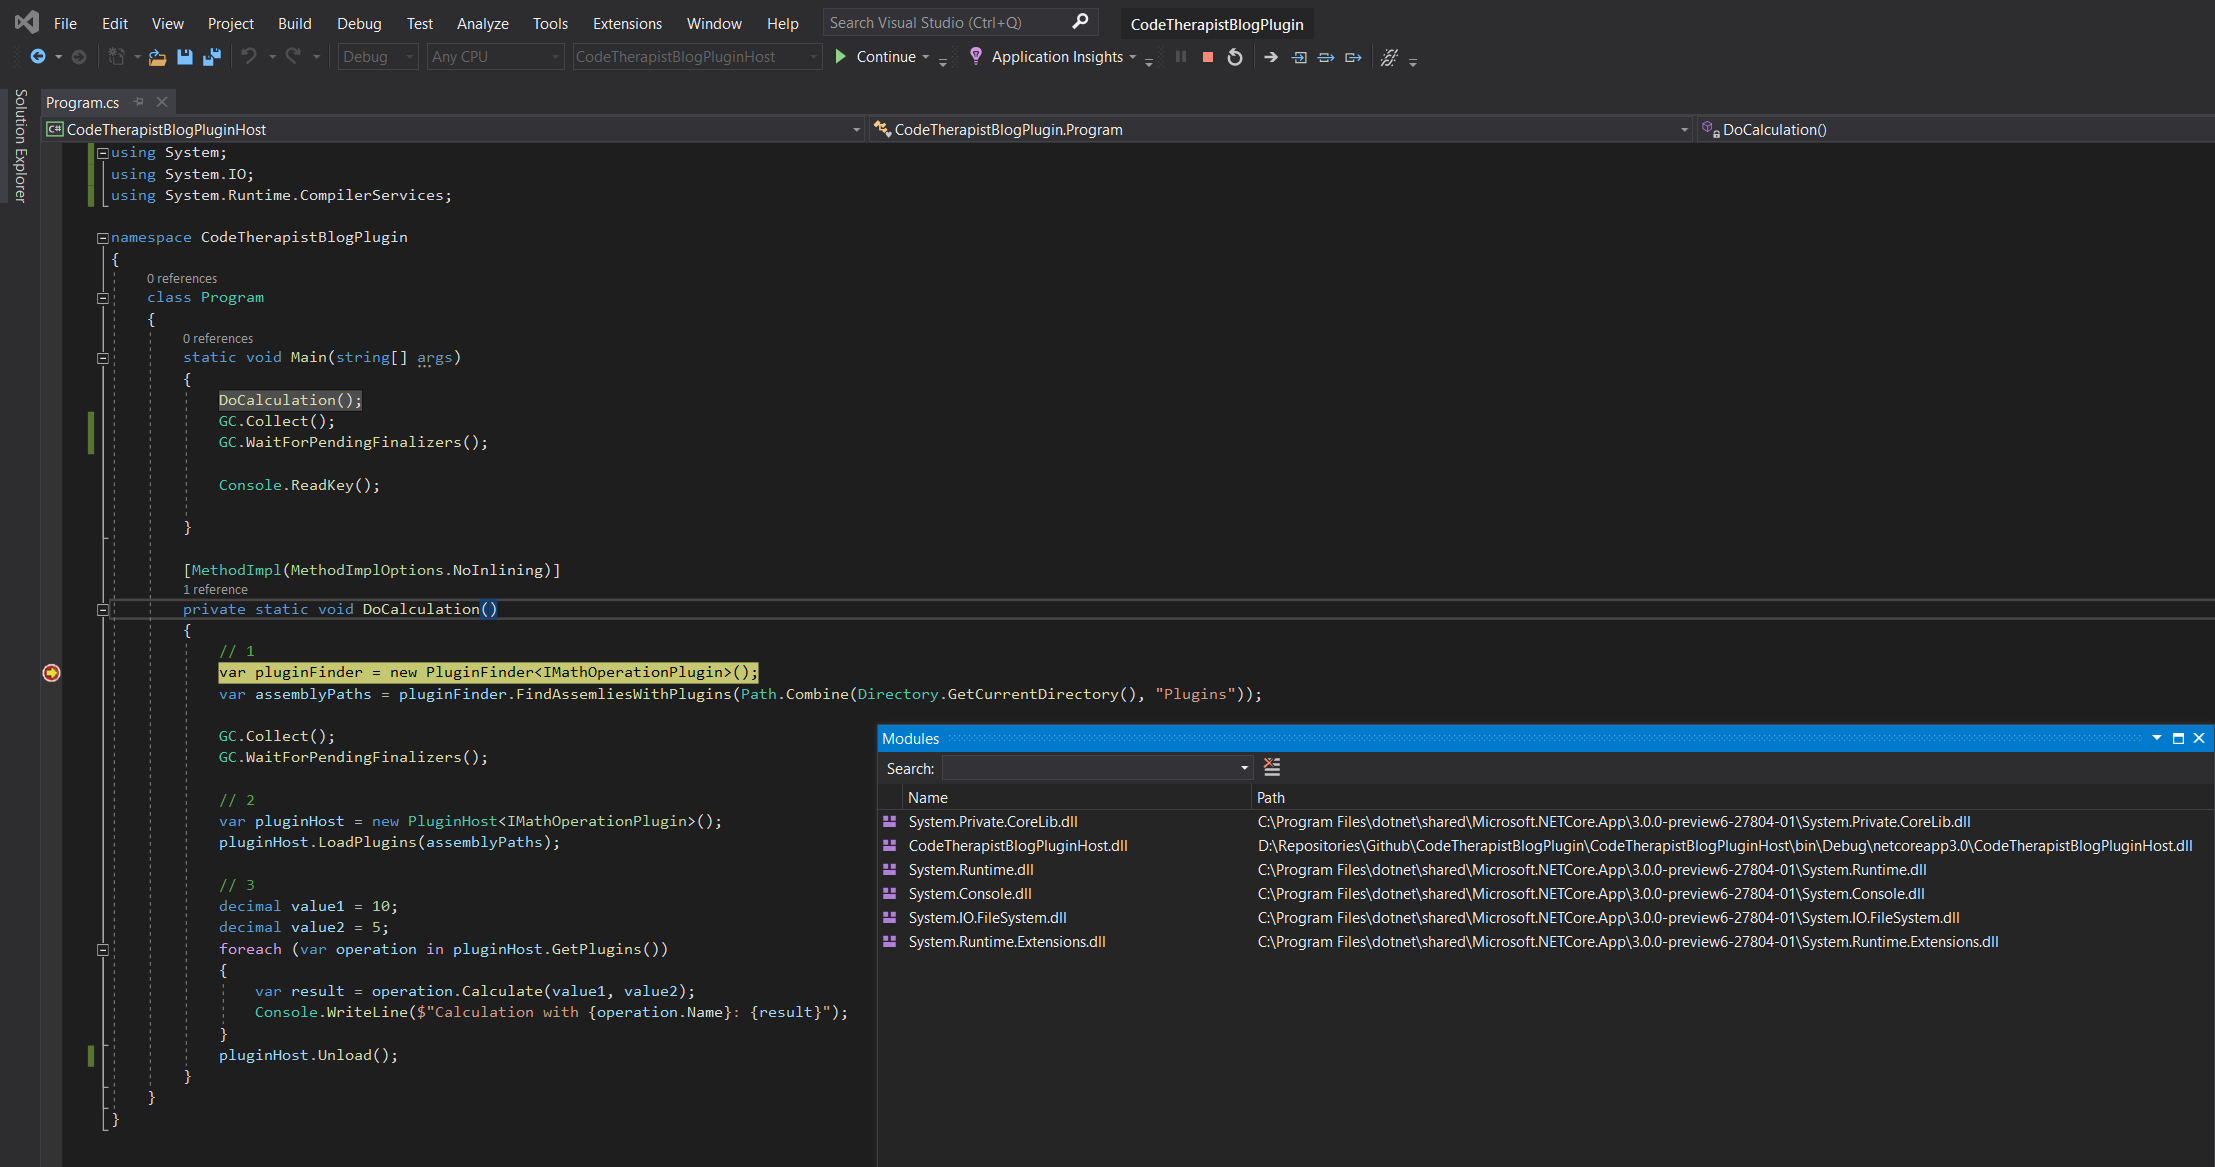 File Edit View Project Build Debug Test Analyze Tools Extensions Window Help Search Visual Studio (Ctrl+Q) CodeTherapistBlogPlugin
Debug Any CPU CodeTherapistBlogPluginHost Continue Application Insights
Solution Explorer
Program.cs
C# CodeTherapistBlogPluginHost CodeTherapistBlogPlugin.Program DoCalculation()
using System;
using System.IO;
using System.Runtime.CompilerServices;
namespace CodeTherapistBlogPlugin
{
0 references
class Program
{
0 references
static void Main(string[] args)
{
DoCalculation();
GC.Collect();
GC.WaitForPendingFinalizers();
Console.ReadKey();
}
[MethodImpl(MethodImplOptions.NoInlining)]
1 reference
private static void DoCalculation()
{
// 1
var pluginFinder = new PluginFinder<IMathOperationPlugin>();
var assemblyPaths = pluginFinder.FindAssemliesWithPlugins(Path.Combine(Directory.GetCurrentDirectory(), "Plugins"));
GC.Collect();
GC.WaitForPendingFinalizers();
// 2
var pluginHost = new PluginHost<IMathOperationPlugin>();
pluginHost.LoadPlugins(assemblyPaths);
// 3
decimal value1 = 10;
decimal value2 = 5;
foreach (var operation in pluginHost.GetPlugins())
{
var result = operation.Calculate(value1, value2);
Console.WriteLine($"Calculation with {operation.Name}: {result}");
}
pluginHost.Unload();
}
}
}
Modules
Search:
Name Path
System.Private.CoreLib.dll C:\Program Files\dotnet\shared\Microsoft.NETCore.App\3.0.0-preview6-27804-01\System.Private.CoreLib.dll
CodeTherapistBlogPluginHost.dll D:\Repositories\Github\CodeTherapistBlogPlugin\CodeTherapistBlogPluginHost\bin\Debug\netcoreapp3.0\CodeTherapistBlogPluginHost.dll
System.Runtime.dll C:\Program Files\dotnet\shared\Microsoft.NETCore.App\3.0.0-preview6-27804-01\System.Runtime.dll
System.Console.dll C:\Program Files\dotnet\shared\Microsoft.NETCore.App\3.0.0-preview6-27804-01\System.Console.dll
System.IO.FileSystem.dll C:\Program Files\dotnet\shared\Microsoft.NETCore.App\3.0.0-preview6-27804-01\System.IO.FileSystem.dll
System.Runtime.Extensions.dll C:\Program Files\dotnet\shared\Microsoft.NETCore.App\3.0.0-preview6-27804-01\System.Runtime.Extensions.dll